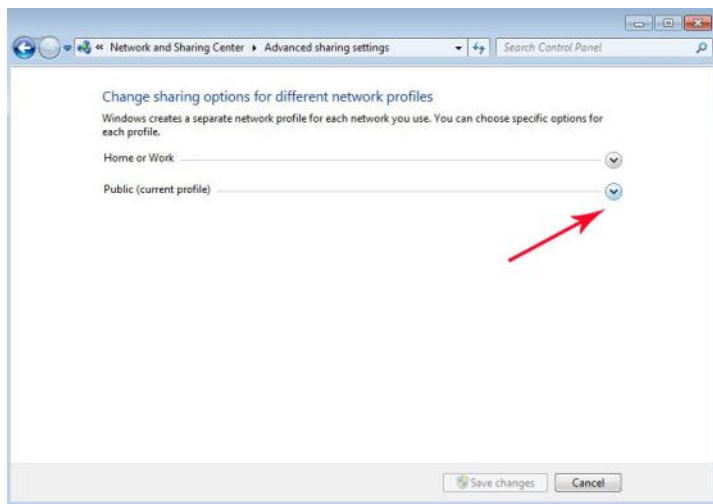 « Network and Sharing Center ▸ Advanced sharing settings
Search Control Panel
Change sharing options for different network profiles
Windows creates a separate network profile for each network you use. You can choose specific options for
each profile.
Home or Work
Public (current profile)
Save changes
Cancel